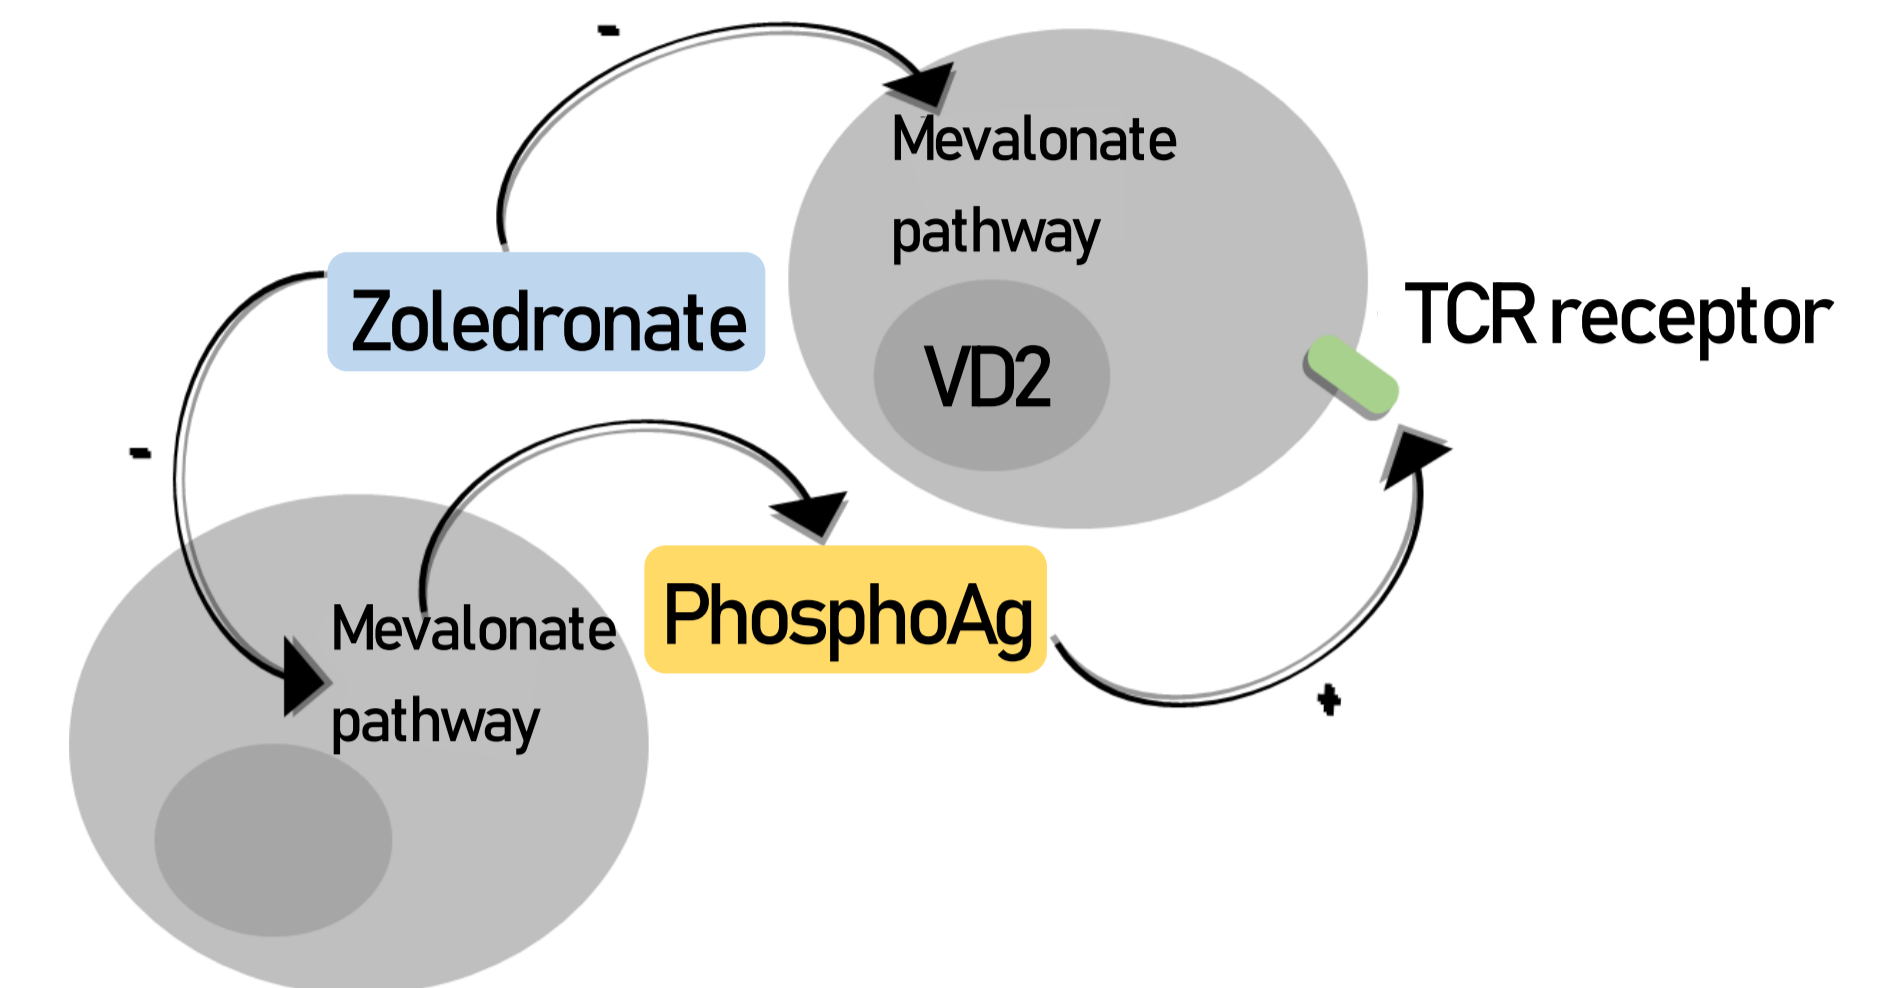 -
Mevalonate
pathway
Zoledronate
TCR receptor
VD2
-
PhosphoAg
Mevalonate
pathway
+